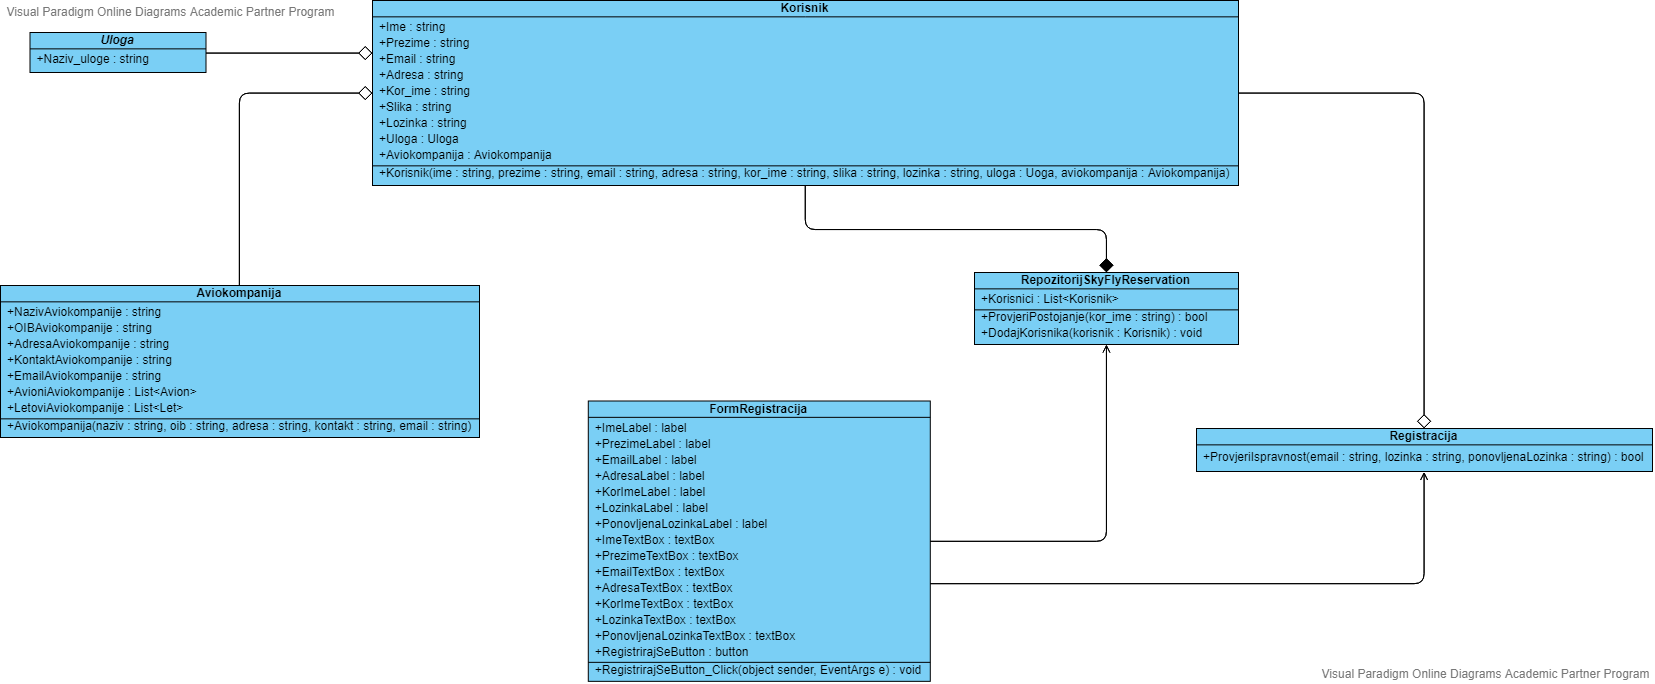 Visual Paradigm Online Diagrams Academic Partner Program
Korisnik
+Ime : string
+Prezime : string
+Email : string
+Adresa : string
+Kor_ime : string
+Slika : string
+Lozinka : string
+Uloga : Uloga
+Aviokompanija : Aviokompanija
+Korisnik(ime : string, prezime : string, email : string, adresa : string, kor_ime : string, slika : string, lozinka : string, uloga : Uoga, aviokompanija : Aviokompanija)
Uloga
+Naziv_uloge : string
Aviokompanija
+NazivAviokompanije : string
+OIBAviokompanije : string
+AdresaAviokompanije : string
+KontaktAviokompanije : string
+EmailAviokompanije : string
+AvioniAviokompanije : List<Avion>
+LetoviAviokompanije : List<Let>
+Aviokompanija(naziv : string, oib : string, adresa : string, kontakt : string, email : string)
RepozitorijSkyFlyReservation
+Korisnici : List<Korisnik>
+ProvjeriPostojanje(kor_ime : string) : bool
+DodajKorisnika(korisnik : Korisnik) : void
FormRegistracija
+ImeLabel : label
+PrezimeLabel : label
+EmailLabel : label
+AdresaLabel : label
+KorImeLabel : label
+LozinkaLabel : label
+PonovljenaLozinkaLabel : label
+ImeTextBox : textBox
+PrezimeTextBox : textBox
+EmailTextBox : textBox
+AdresaTextBox : textBox
+KorImeTextBox : textBox
+LozinkaTextBox : textBox
+PonovljenaLozinkaTextBox : textBox
+RegistrirajSeButton : button
+RegistrirajSeButton_Click(object sender, EventArgs e) : void
Registracija
+ProvjeriIspravnost(email : string, lozinka : string, ponovljenaLozinka : string) : bool
Visual Paradigm Online Diagrams Academic Partner Program